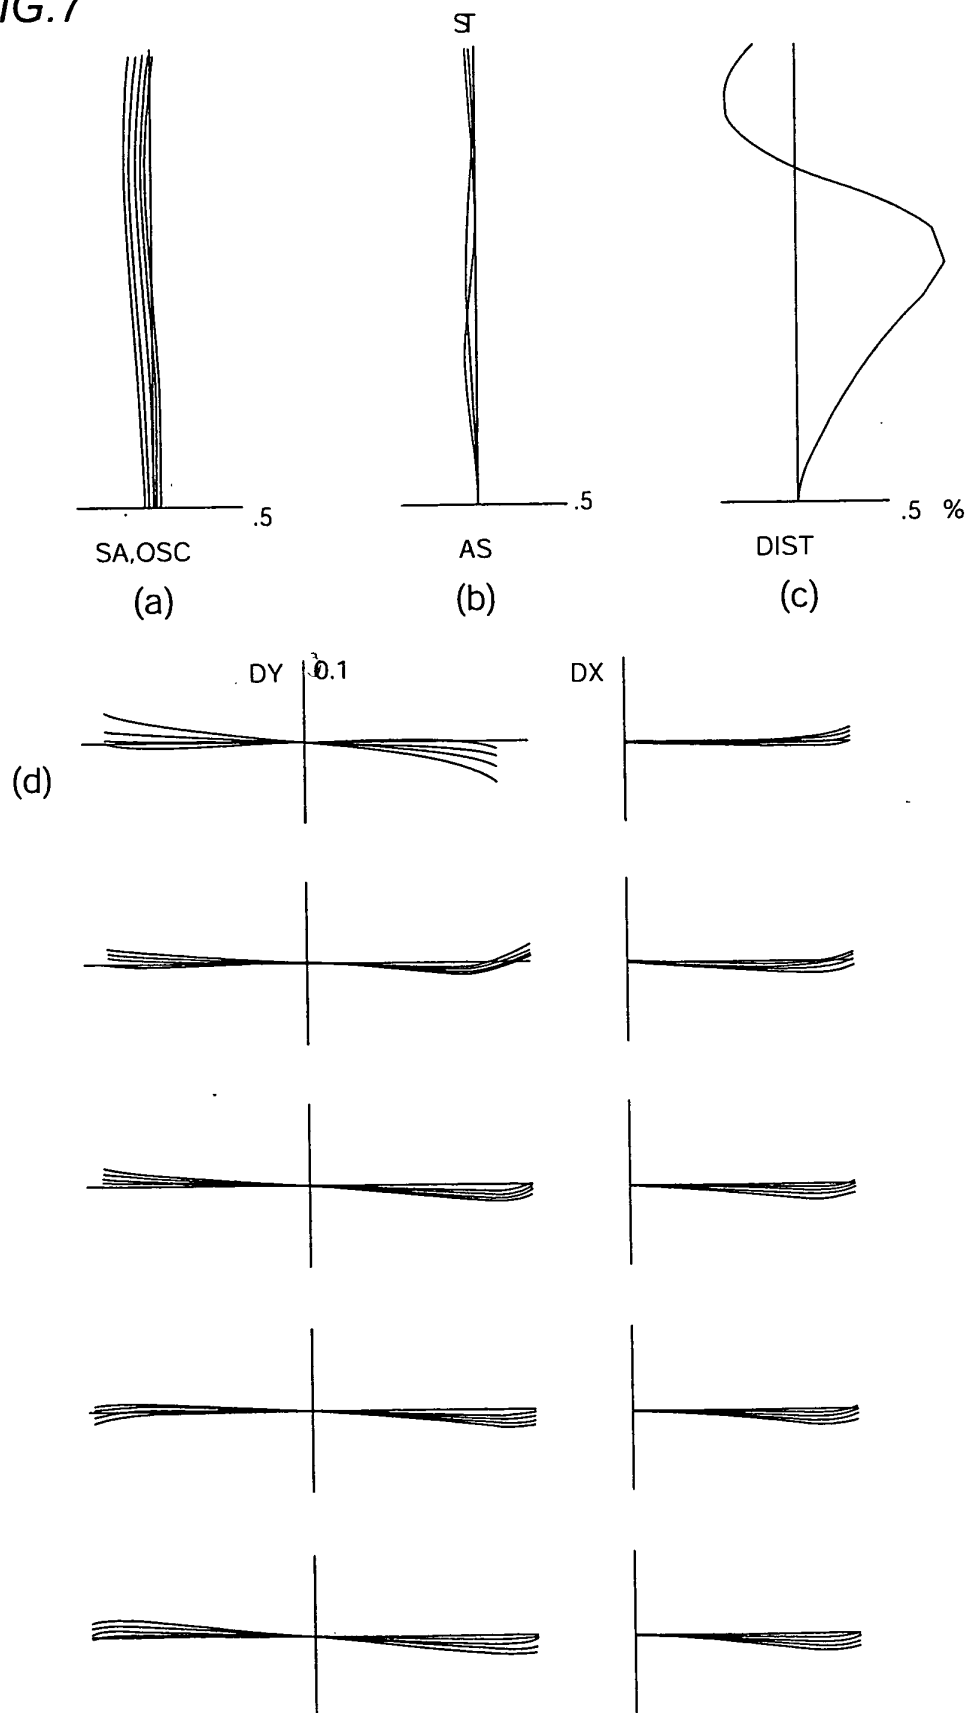 IG.7
ST
.5
.5
.5 %
SA,OSC
AS
DIST
(a)
(b)
(c)
DY
0.1
DX
(d)